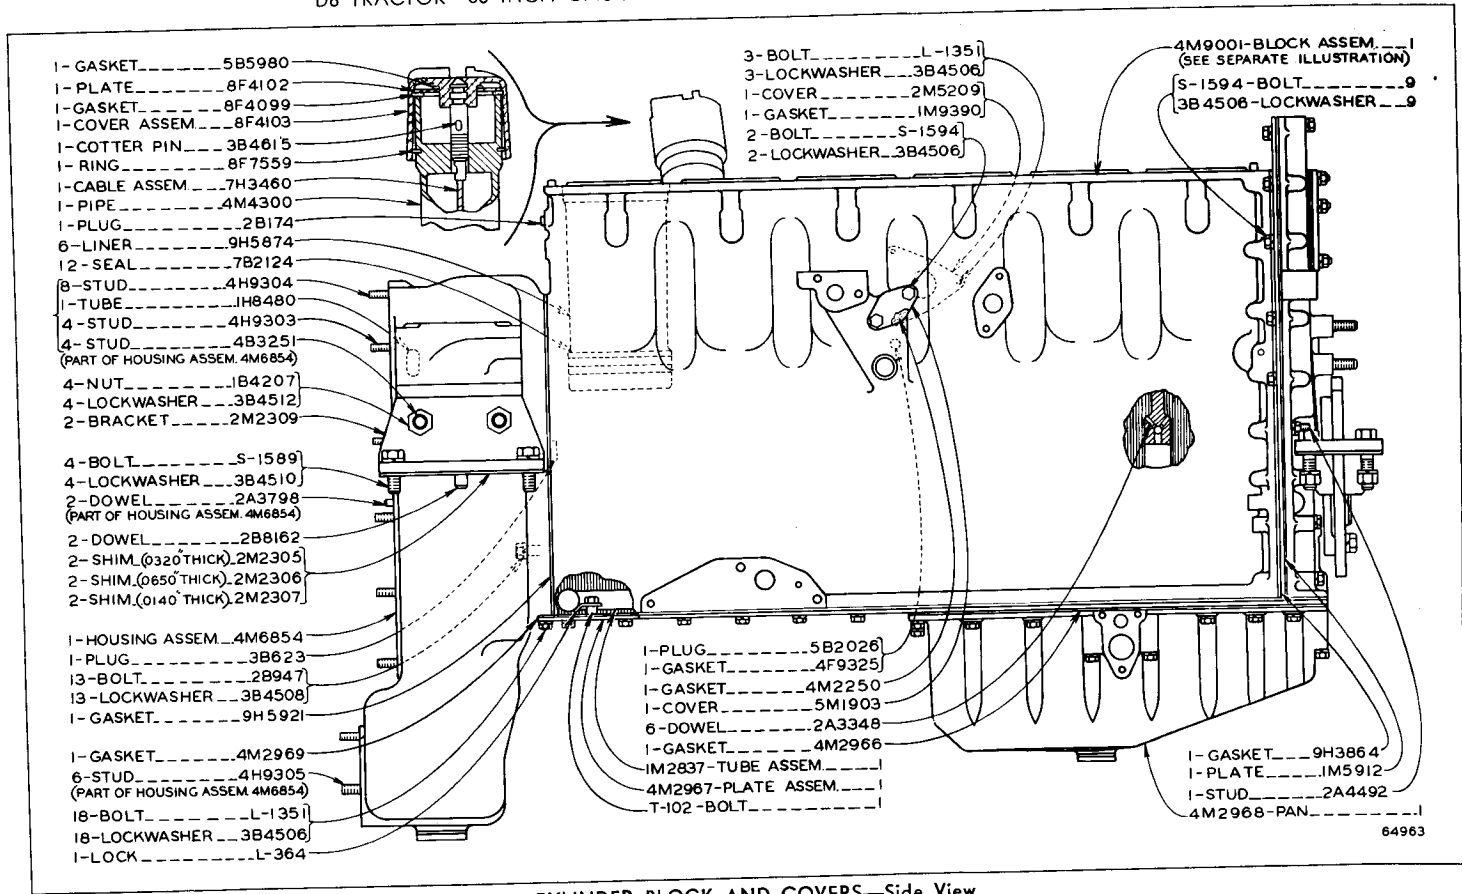 D6 TRACTOR
1-GASKET 5B5980
1-PLATE 8F4102
1-GASKET 8F4099
1-COVER ASSEM. 8F4103
1-COTTER PIN 3B4615
1-RING 8F7559
1-CABLE ASSEM. 7H3460
1-PIPE 4M4300
1-PLUG 2B174
6-LINER 9H5874
12-SEAL 7B2124
8-STUD 4H9304
1-TUBE 1H8480
4-STUD 4H9303
4-STUD 4B3251
(PART OF HOUSING ASSEM. 4M6854)
4-NUT 1B4207
4-LOCKWASHER 3B4512
2-BRACKET 2M2309
4-BOLT S-1589
4-LOCKWASHER 3B4510
2-DOWEL 2A3798
(PART OF HOUSING ASSEM. 4M6854)
2-DOWEL 2B8162
2-SHIM (0320" THICK) 2M2305
2-SHIM (0650" THICK) 2M2306
2-SHIM (0140" THICK) 2M2307
1-HOUSING ASSEM. 4M6854
1-PLUG 3B623
13-BOLT 2B947
13-LOCKWASHER 3B4508
1-GASKET 9H5921
1-GASKET 4M2969
6-STUD 4H9305
(PART OF HOUSING ASSEM. 4M6854)
18-BOLT L-1351
18-LOCKWASHER 3B4506
1-LOCK L-364
3-BOLT L-1351
3-LOCKWASHER 3B4506
1-COVER 2M5209
1-GASKET 1M9390
2-BOLT S-1594
2-LOCKWASHER 3B4506
4M9001-BLOCK ASSEM. 1
(SEE SEPARATE ILLUSTRATION)
S-1594-BOLT 9
3B4506-LOCKWASHER 9
1-PLUG 5B2026
1-GASKET 4F9325
1-GASKET 4M2250
1-COVER 5M1903
6-DOWEL 2A3348
1-GASKET 4M2966
1M2837-TUBE ASSEM. 1
4M2967-PLATE ASSEM. 1
T-102-BOLT 1
1-GASKET 9H3864
1-PLATE 1M5912
1-STUD 2A4492
4M2968-PAN 1
64963
CYLINDER BLOCK AND COVERS—Side View